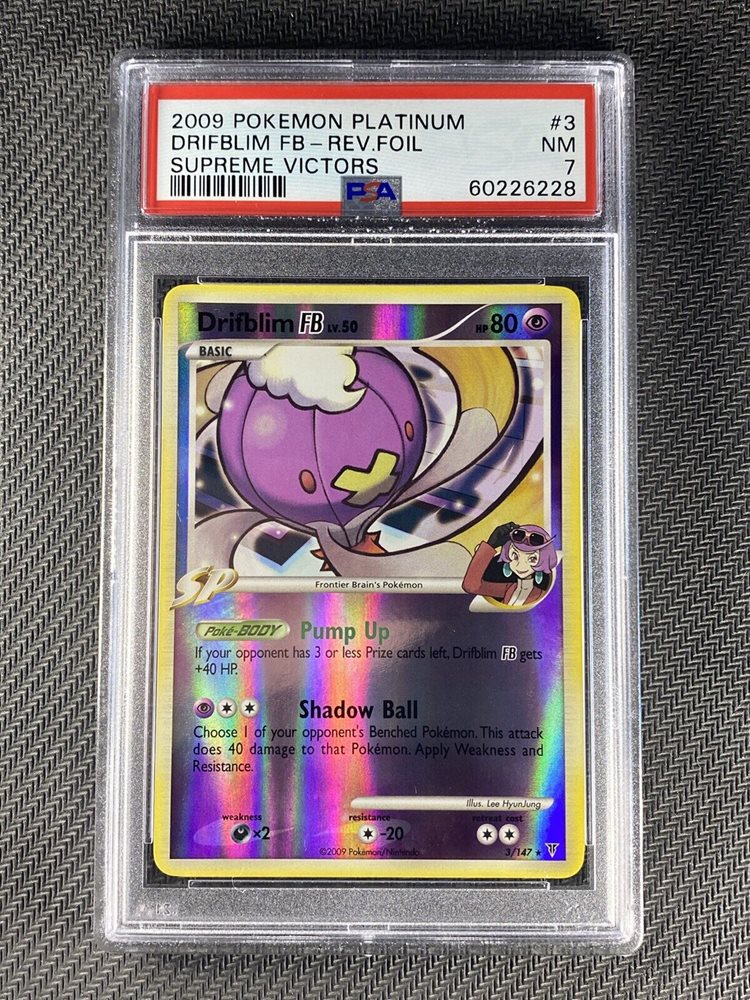 2009 POKEMON PLATINUM #3
DRIFBLIM FB - REV.FOIL NM
SUPREME VICTORS 7
PSA 60226228
Drifblim FB LV.50 HP 80
BASIC
SP
Frontier Brain's Pokémon
Poké-BODY Pump Up
If your opponent has 3 or less Prize cards left, Drifblim FB gets
+40 HP.
Shadow Ball
Choose 1 of your opponent's Benched Pokémon. This attack
does 40 damage to that Pokémon. Apply Weakness and
Resistance.
Illus. Lee HyunJung
weakness resistance retreat cost
×2 -20
©2009 Pokémon/Nintendo 3/147 ★